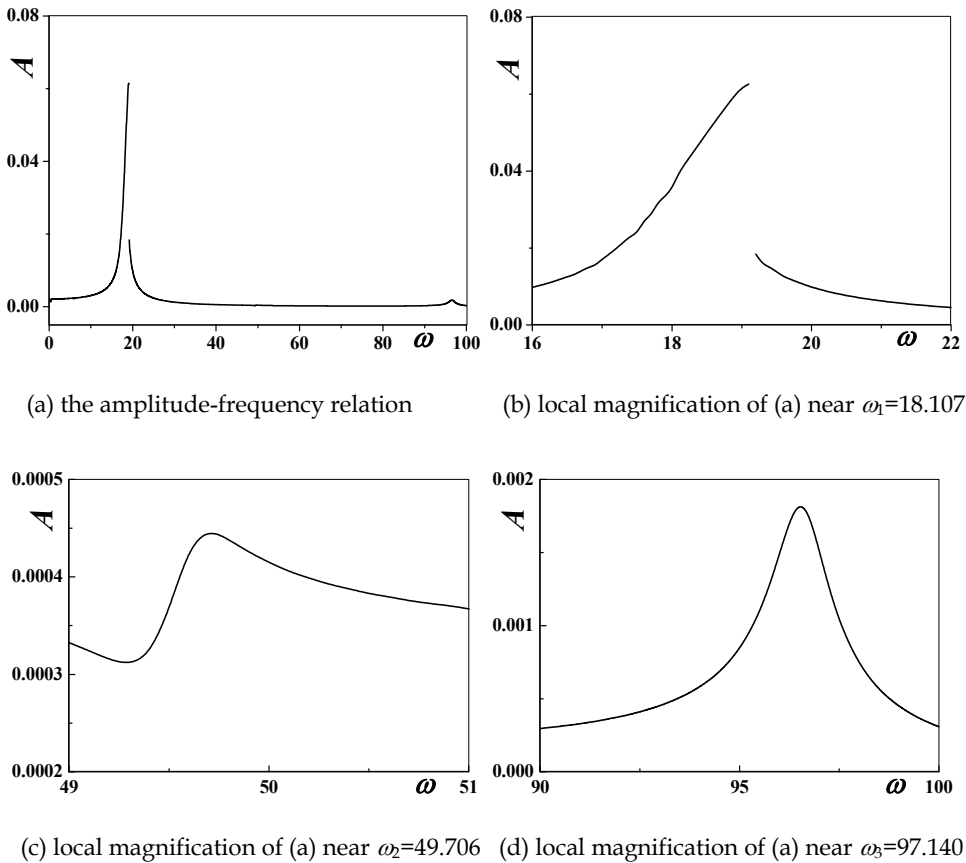 0.08
A
0.04
0.00
0 20 40 60 80 ω 100
(a) the amplitude-frequency relation
0.08
A
0.04
0.00
16 18 20 ω 22
(b) local magnification of (a) near ω1=18.107
0.0005
A
0.0004
0.0003
0.0002
49 50 ω 51
(c) local magnification of (a) near ω2=49.706
0.002
A
0.001
0.000
90 95 ω 100
(d) local magnification of (a) near ω3=97.140